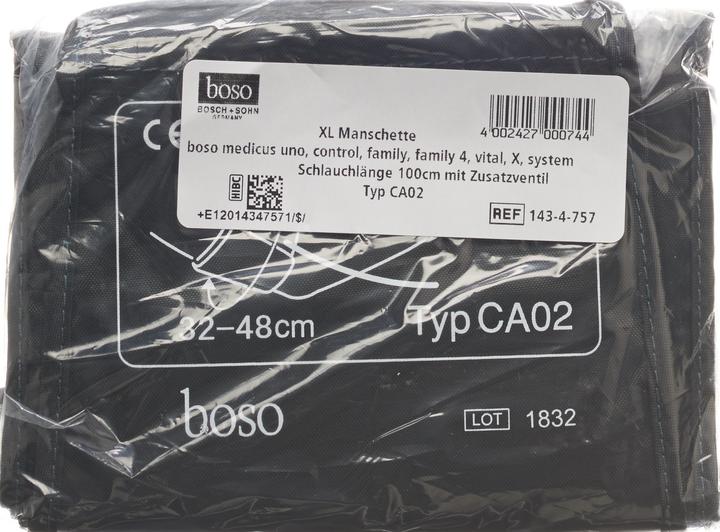 boso
BOSCH + SOHN
GERMANY
4 002427 000744
XL Manschette
boso medicus uno, control, family, family 4, vital, X, system
Schlauchlänge 100cm mit Zusatzventil
Typ CA02
HIBC
+E12014347571/$/
REF 143-4-757
CE
32–48cm
Typ CA02
boso
LOT 1832